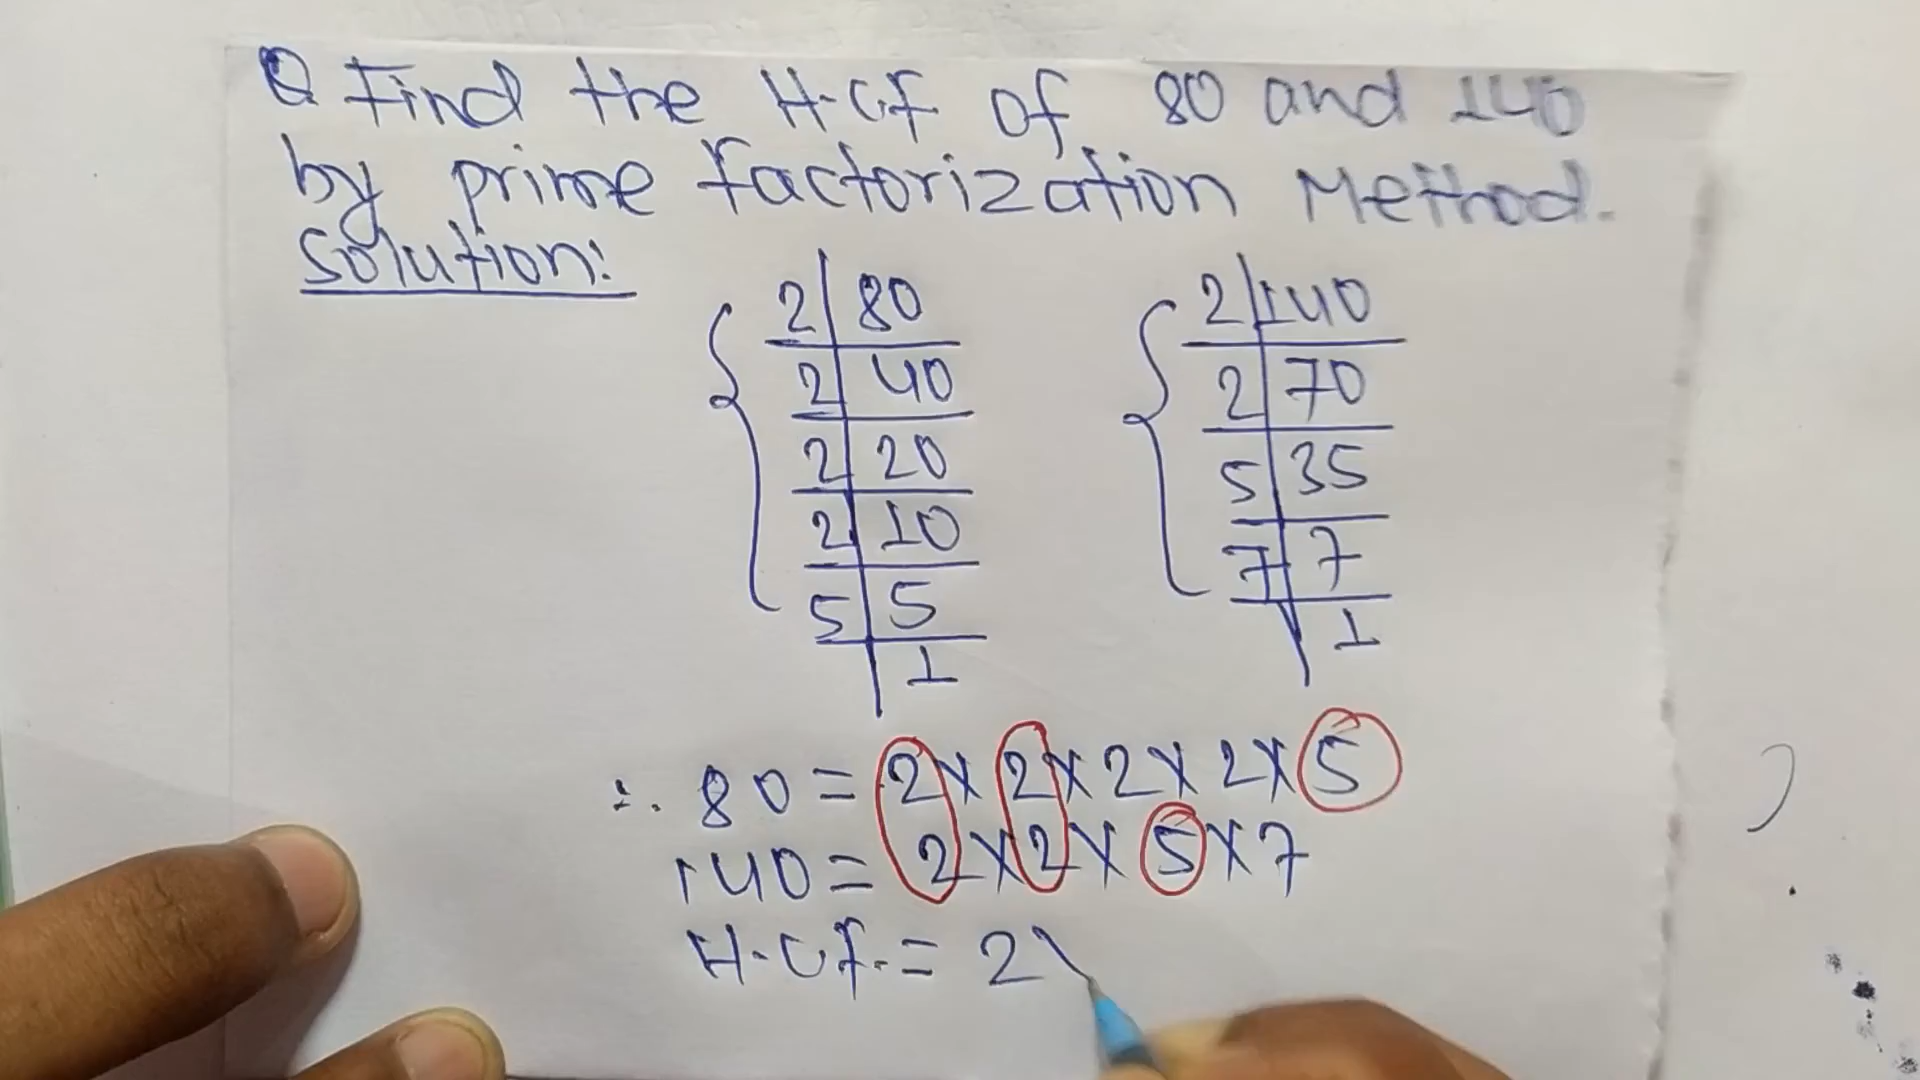 Q Find the H.C.F of 80 and 140
by prime factorization Method.
Solution:
2 80
2 40
2 20
2 10
5 5
1
2 140
2 70
5 35
7 7
1
∴ 80 = 2×2×2×2×5
140 = 2×2×5×7
H.C.F. = 2